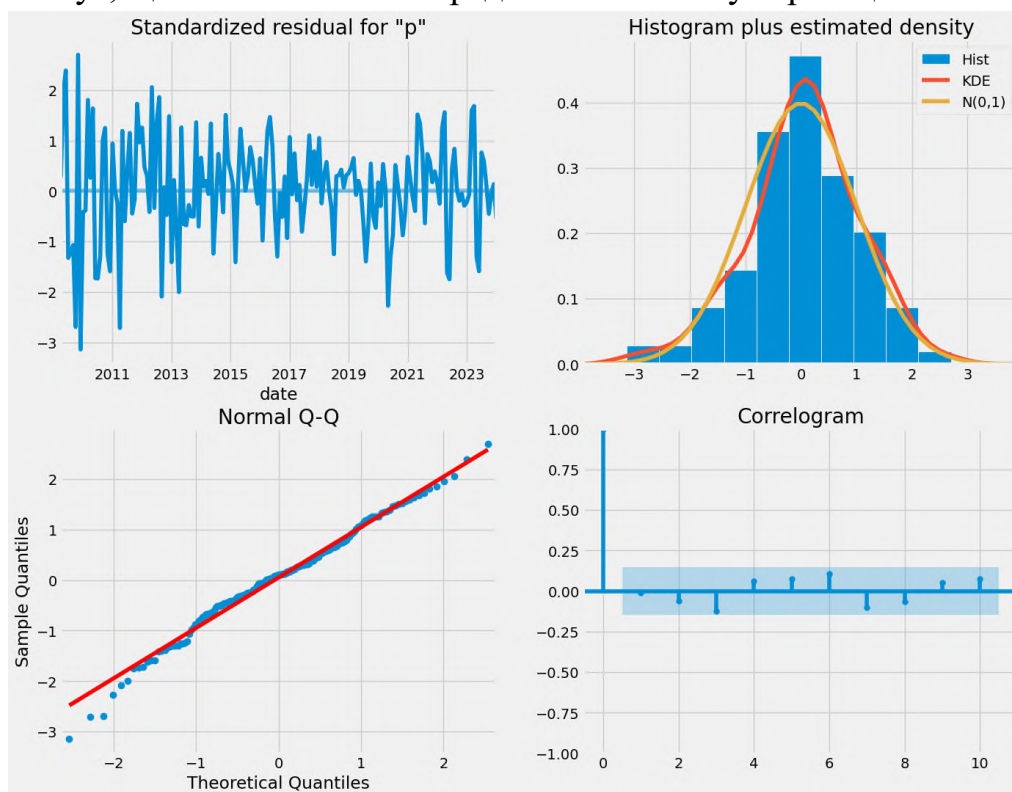 Standardized residual for "p"
2
1
0
−1
−2
−3
2011 2013 2015 2017 2019 2021 2023
date
Histogram plus estimated density
Hist
KDE
N(0,1)
0.4
0.3
0.2
0.1
0.0
−3 −2 −1 0 1 2 3
Normal Q-Q
Sample Quantiles
2
1
0
−1
−2
−3
−2 −1 0 1 2
Theoretical Quantiles
Correlogram
1.00
0.75
0.50
0.25
0.00
−0.25
−0.50
−0.75
−1.00
0 2 4 6 8 10